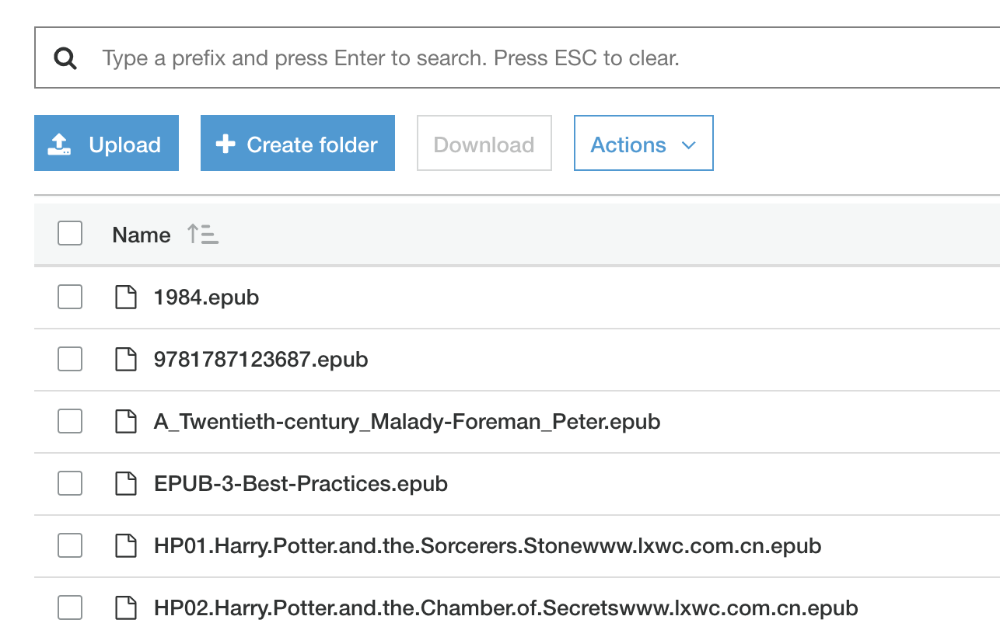 Type a prefix and press Enter to search. Press ESC to clear.
Upload Create folder Download Actions
Name
1984.epub
9781787123687.epub
A_Twentieth-century_Malady-Foreman_Peter.epub
EPUB-3-Best-Practices.epub
HP01.Harry.Potter.and.the.Sorcerers.Stonewww.lxwc.com.cn.epub
HP02.Harry.Potter.and.the.Chamber.of.Secretswww.lxwc.com.cn.epub